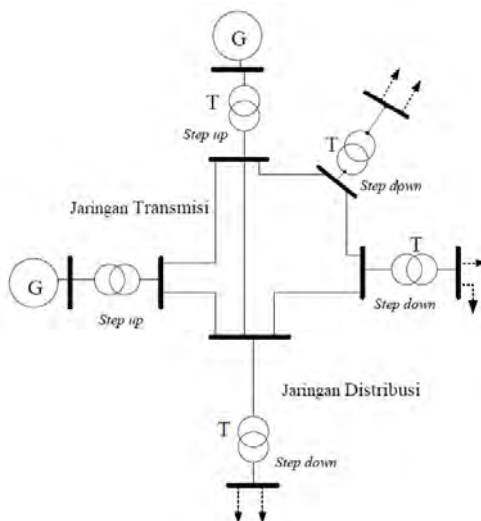 G
T
Step up
T
Step down
Jaringan Transmisi
T
G
Step down
Step up
Jaringan Distribusi
T
Step down